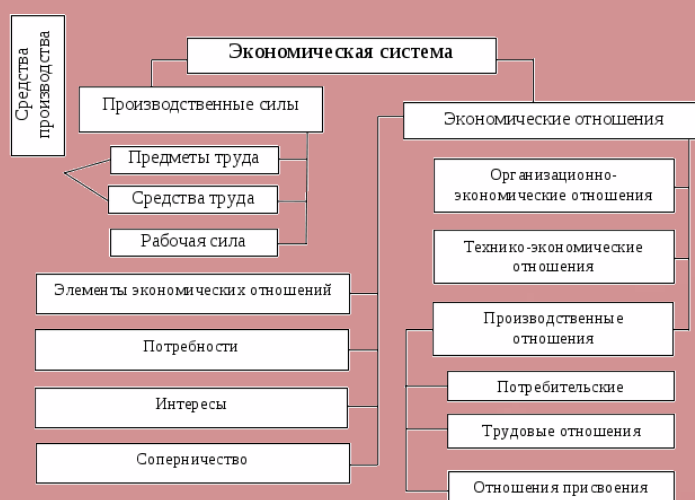 Средства
производства
Экономическая система
Производственные силы
Предметы труда
Средства труда
Рабочая сила
Экономические отношения
Организационно-
экономические отношения
Технико-экономические
отношения
Производственные
отношения
Потребительские
Трудовые отношения
Отношения присвоения
Элементы экономических отношений
Потребности
Интересы
Соперничество